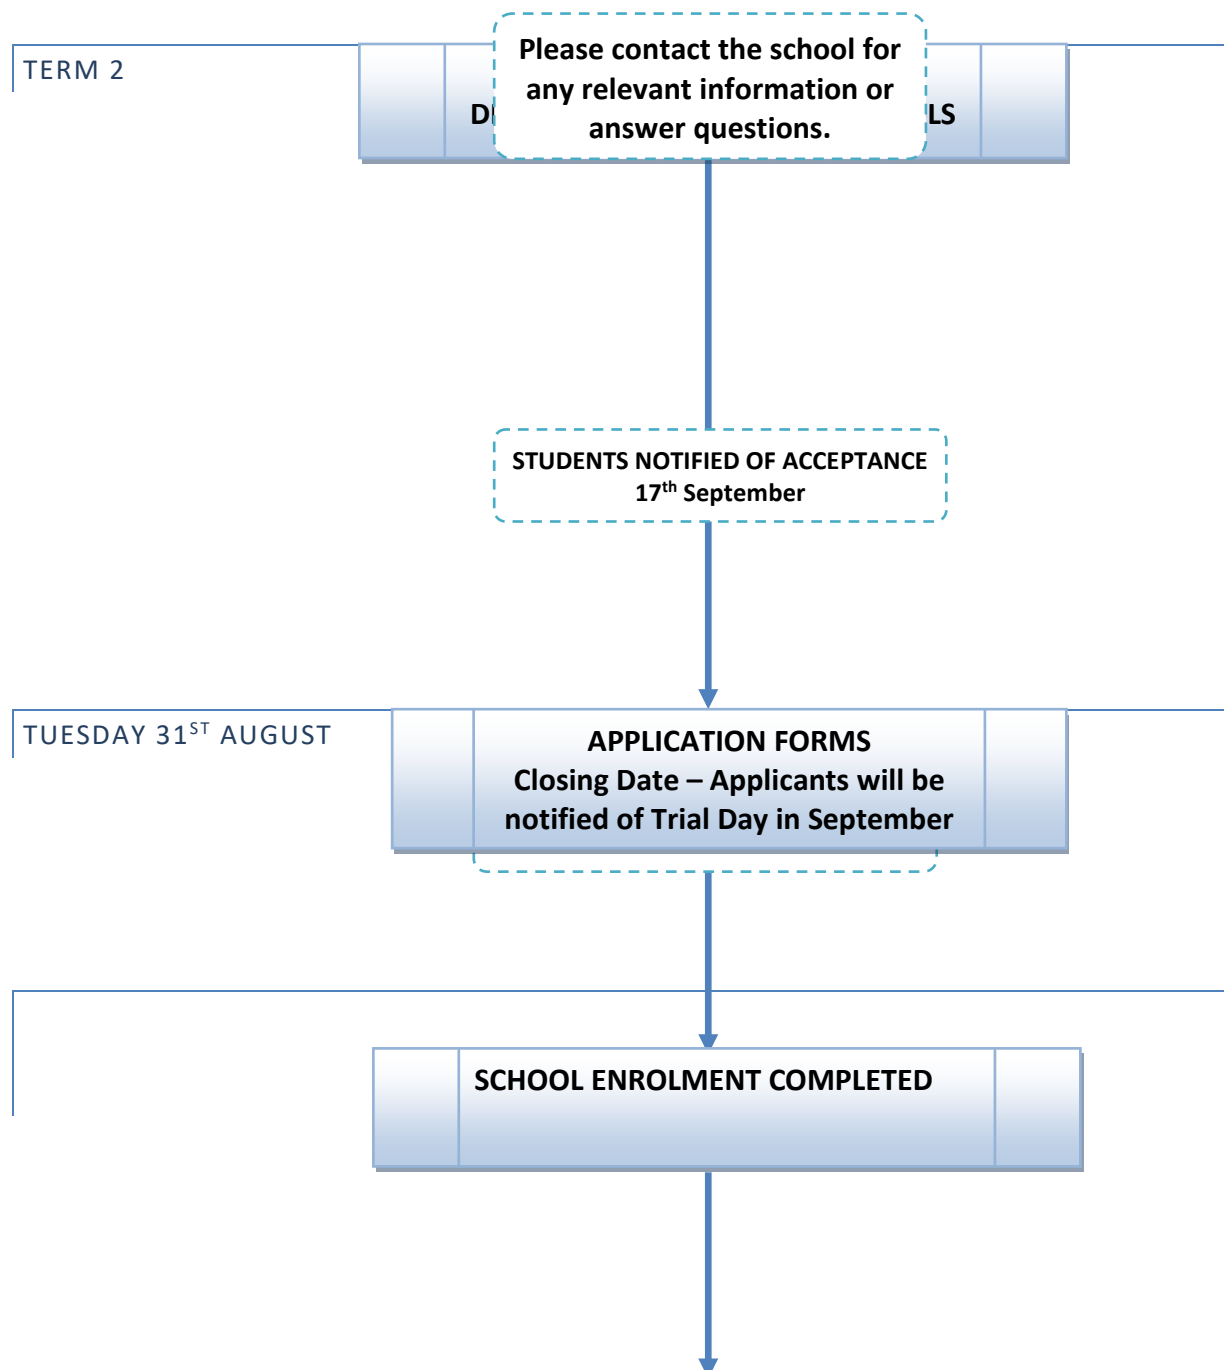 TERM 2
Please contact the school for
any relevant information or
answer questions.
STUDENTS NOTIFIED OF ACCEPTANCE
17th September
TUESDAY 31ST AUGUST
APPLICATION FORMS
Closing Date – Applicants will be
notified of Trial Day in September
SCHOOL ENROLMENT COMPLETED